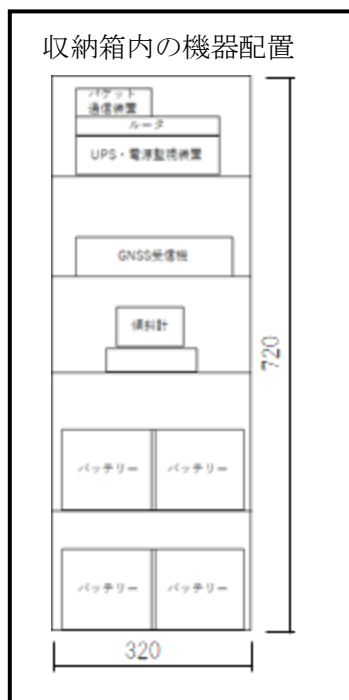 収納箱内の機器配置
パケット
通信装置
ルータ
UPS・電源監視装置
GNSS受信機
傾斜計
720
バッテリー バッテリー
バッテリー バッテリー
320